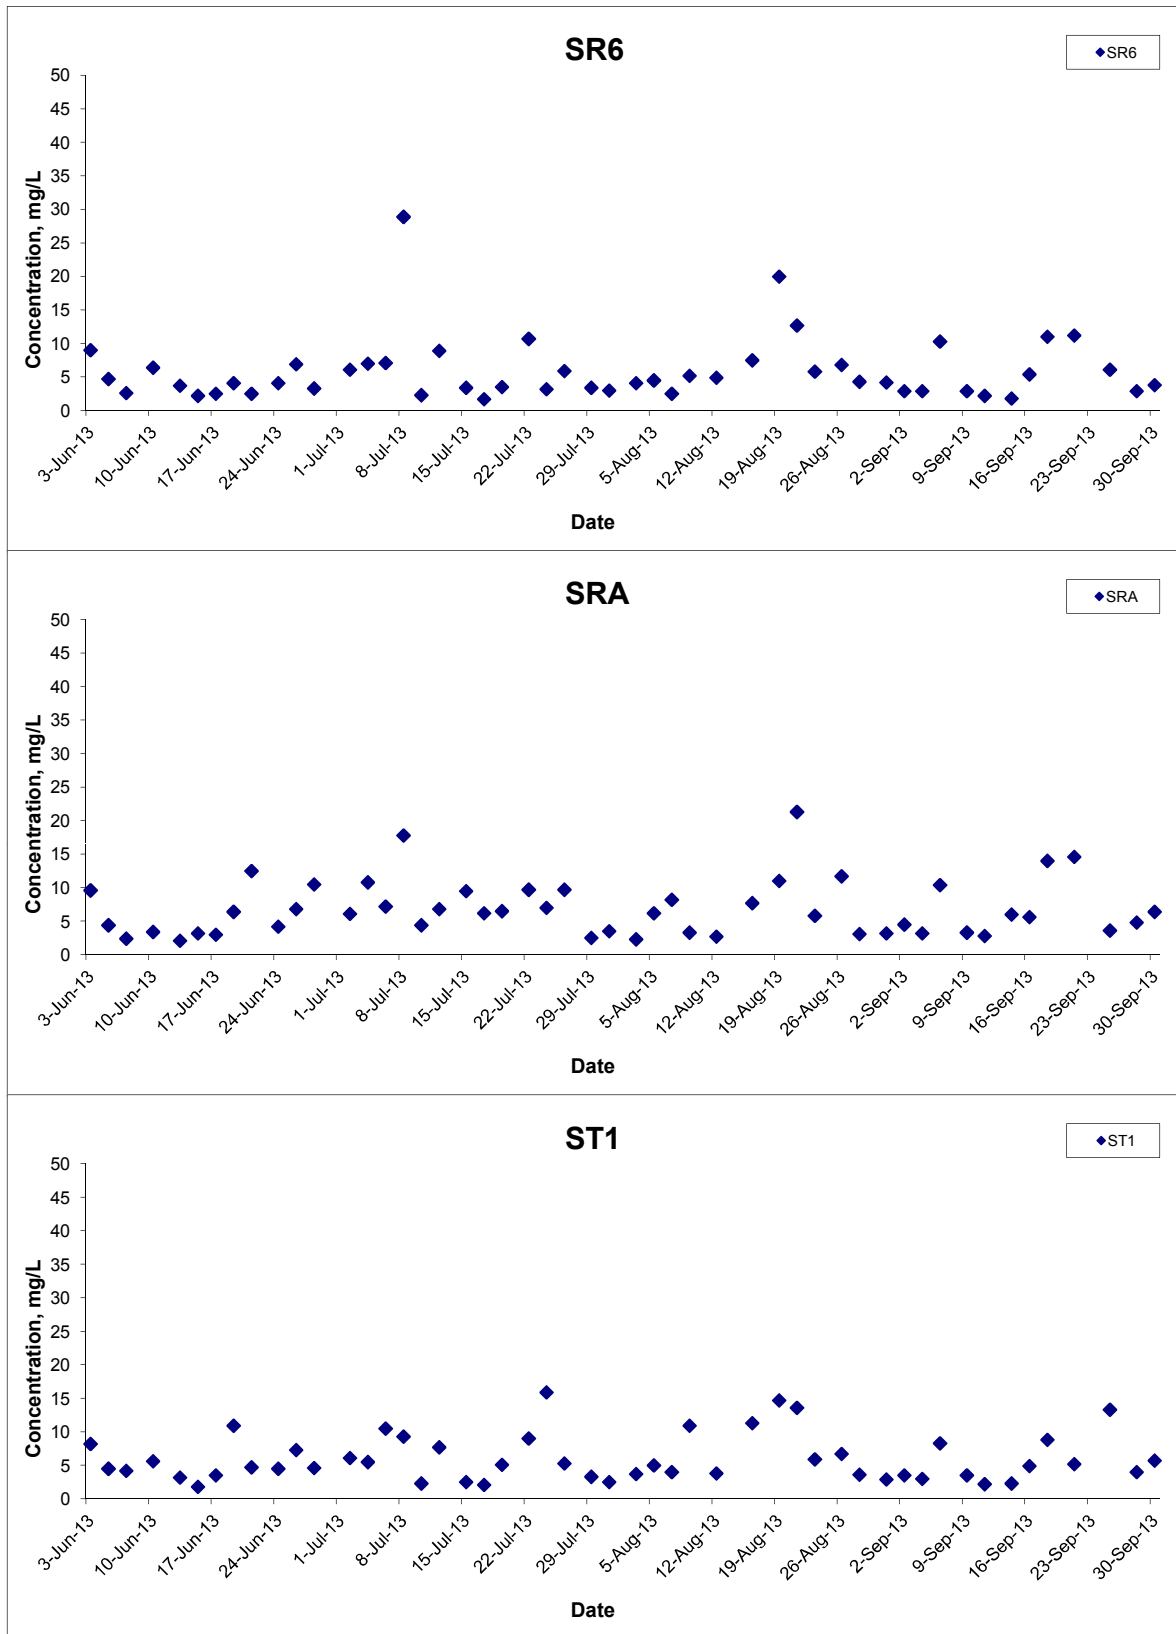 SR6
SR6
50
45
40
35
30
25
20
15
10
5
0
Concentration, mg/L
3-Jun-13
10-Jun-13
17-Jun-13
24-Jun-13
1-Jul-13
8-Jul-13
15-Jul-13
22-Jul-13
29-Jul-13
5-Aug-13
12-Aug-13
19-Aug-13
26-Aug-13
2-Sep-13
9-Sep-13
16-Sep-13
23-Sep-13
30-Sep-13
Date
SRA
SRA
50
45
40
35
30
25
20
15
10
5
0
Concentration, mg/L
3-Jun-13
10-Jun-13
17-Jun-13
24-Jun-13
1-Jul-13
8-Jul-13
15-Jul-13
22-Jul-13
29-Jul-13
5-Aug-13
12-Aug-13
19-Aug-13
26-Aug-13
2-Sep-13
9-Sep-13
16-Sep-13
23-Sep-13
30-Sep-13
Date
ST1
ST1
50
45
40
35
30
25
20
15
10
5
0
Concentration, mg/L
3-Jun-13
10-Jun-13
17-Jun-13
24-Jun-13
1-Jul-13
8-Jul-13
15-Jul-13
22-Jul-13
29-Jul-13
5-Aug-13
12-Aug-13
19-Aug-13
26-Aug-13
2-Sep-13
9-Sep-13
16-Sep-13
23-Sep-13
30-Sep-13
Date